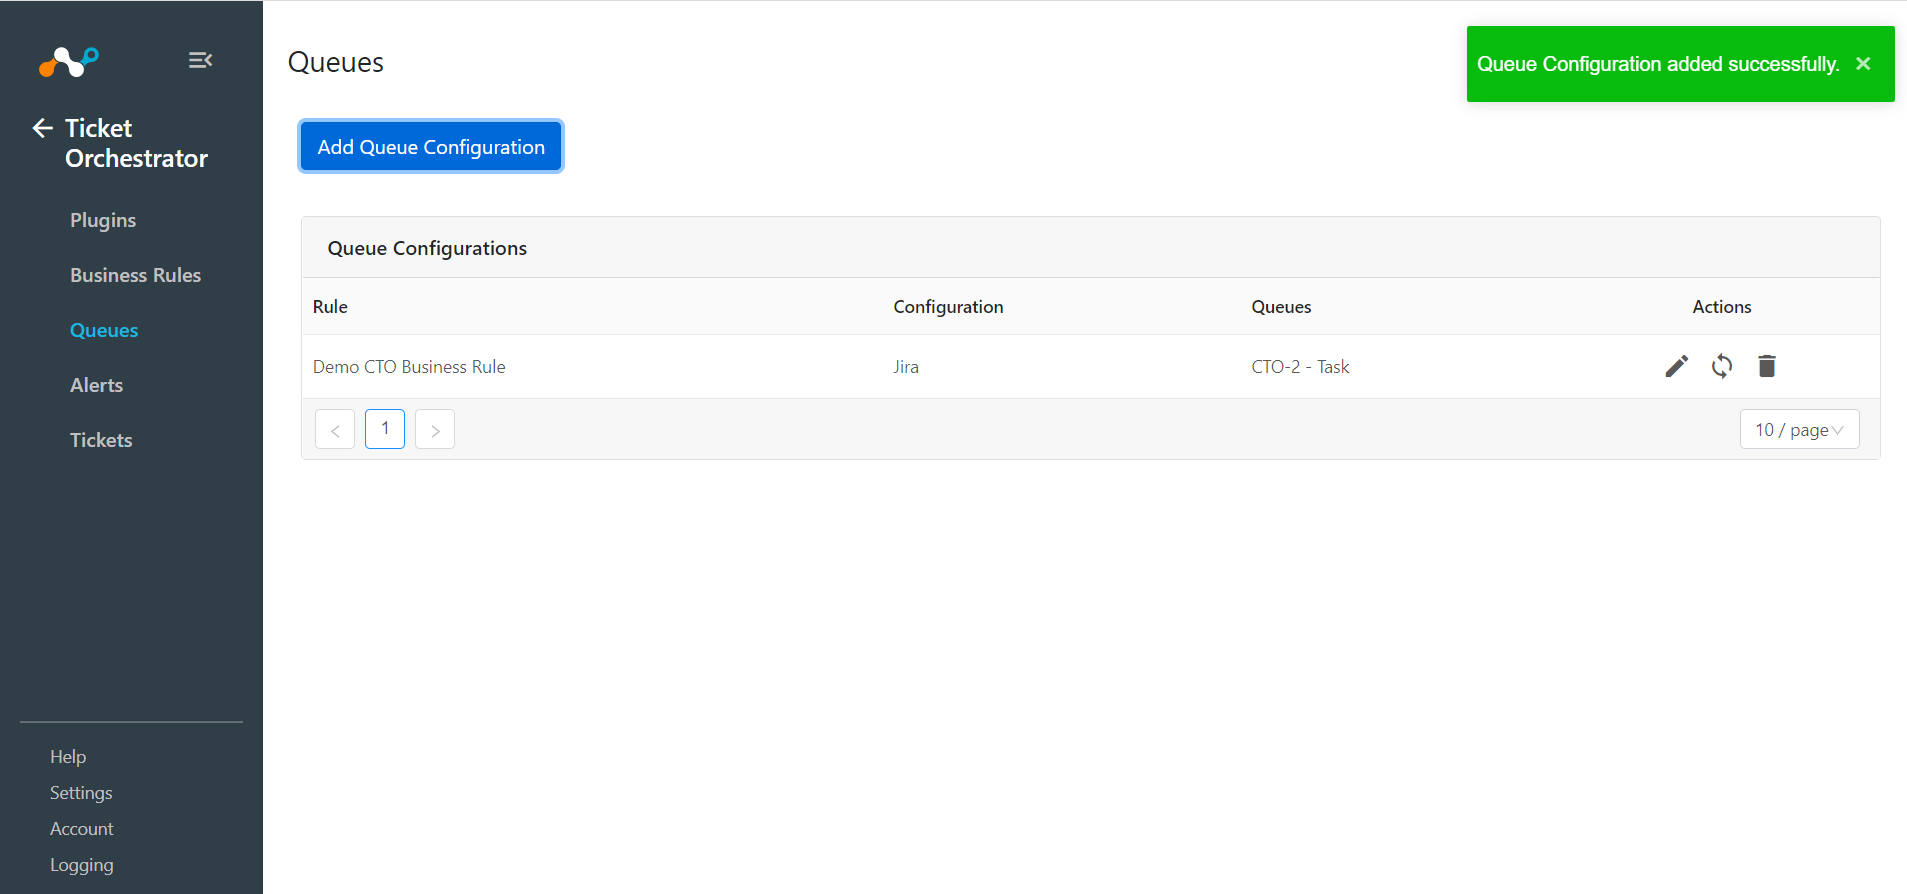 Ticket
Orchestrator
Plugins
Business Rules
Queues
Alerts
Tickets
Help
Settings
Account
Logging
Queues
Queue Configuration added successfully. ×
Add Queue Configuration
Queue Configurations
Rule Configuration Queues Actions
Demo CTO Business Rule Jira CTO-2 - Task
< 1 > 10 / page